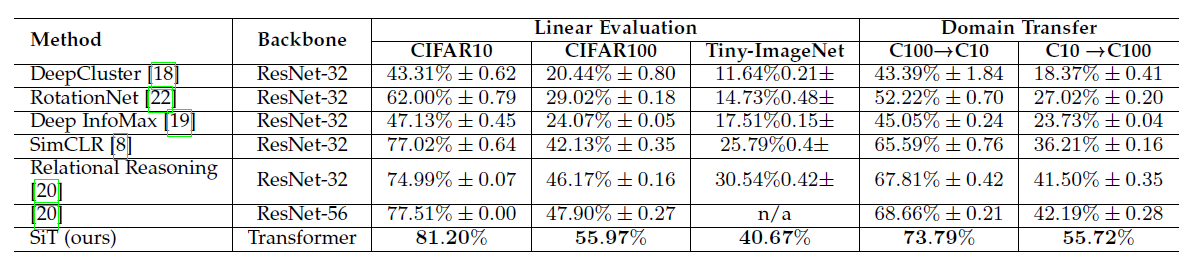 Method Backbone Linear Evaluation Domain Transfer
CIFAR10 CIFAR100 Tiny-ImageNet C100→C10 C10 →C100
DeepCluster [18] ResNet-32 43.31% ± 0.62 20.44% ± 0.80 11.64%0.21± 43.39% ± 1.84 18.37% ± 0.41
RotationNet [22] ResNet-32 62.00% ± 0.79 29.02% ± 0.18 14.73%0.48± 52.22% ± 0.70 27.02% ± 0.20
Deep InfoMax [19] ResNet-32 47.13% ± 0.45 24.07% ± 0.05 17.51%0.15± 45.05% ± 0.24 23.73% ± 0.04
SimCLR [8] ResNet-32 77.02% ± 0.64 42.13% ± 0.35 25.79%0.4± 65.59% ± 0.76 36.21% ± 0.16
Relational Reasoning
[20] ResNet-32 74.99% ± 0.07 46.17% ± 0.16 30.54%0.42± 67.81% ± 0.42 41.50% ± 0.35
[20] ResNet-56 77.51% ± 0.00 47.90% ± 0.27 n/a 68.66% ± 0.21 42.19% ± 0.28
SiT (ours) Transformer 81.20% 55.97% 40.67% 73.79% 55.72%